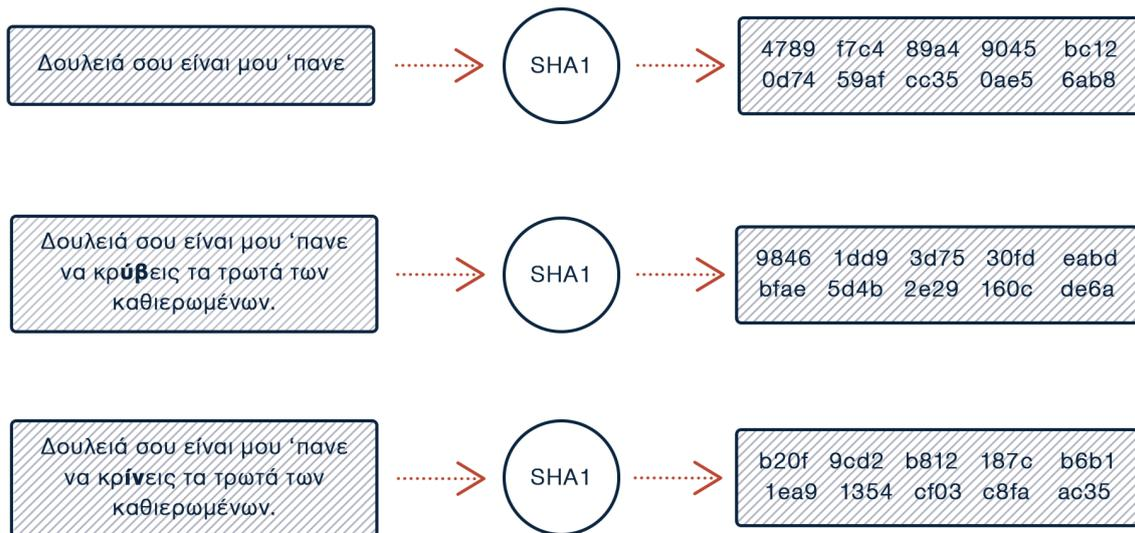 Δουλειά σου είναι μου ‘πανε
SHA1
4789 f7c4 89a4 9045 bc12
0d74 59af cc35 0ae5 6ab8
Δουλειά σου είναι μου ‘πανε
να κρύβεις τα τρωτά των
καθιερωμένων.
SHA1
9846 1dd9 3d75 30fd eabd
bfae 5d4b 2e29 160c de6a
Δουλειά σου είναι μου ‘πανε
να κρίνεις τα τρωτά των
καθιερωμένων.
SHA1
b20f 9cd2 b812 187c b6b1
1ea9 1354 cf03 c8fa ac35